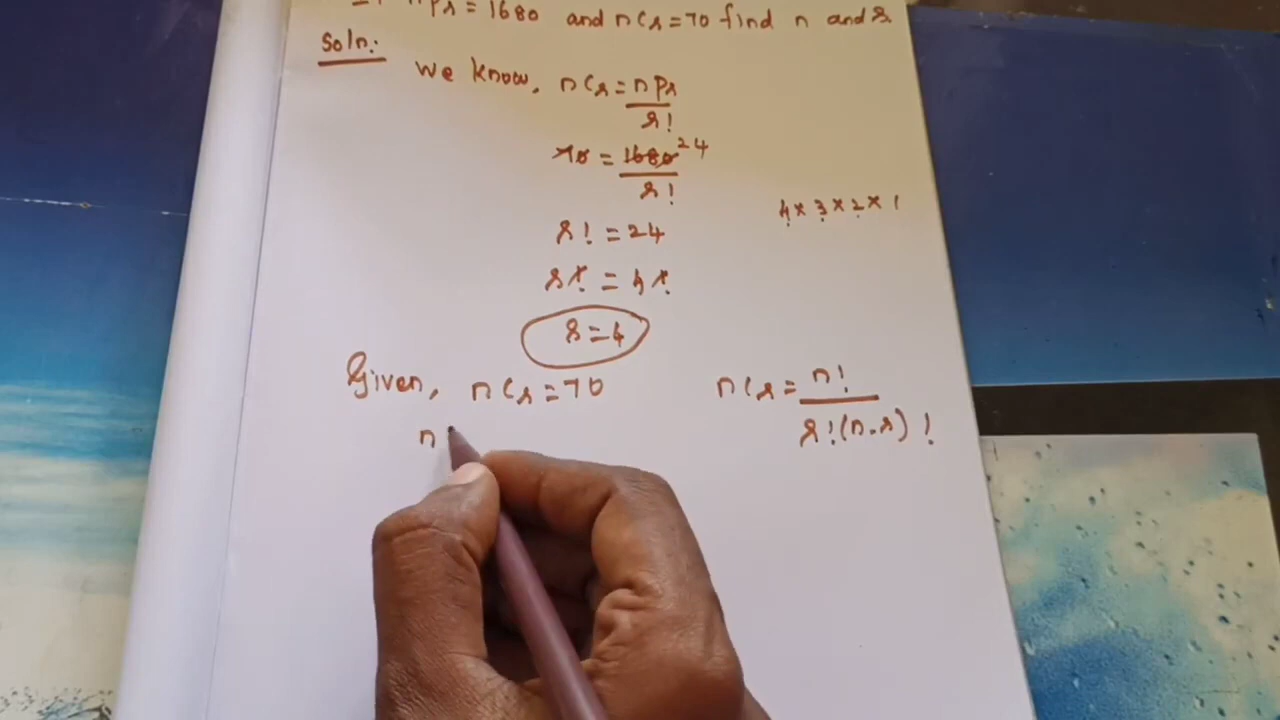 nPr = 1680 and nCr = 70 find n and r
Soln:
We know, nCr = nPr
r!
70 = 1680 24
r!
4 × 3 × 2 × 1
r! = 24
r! = 4!
r = 4
Given, nCr = 70
nCr = n!
r!(n-r)!
n